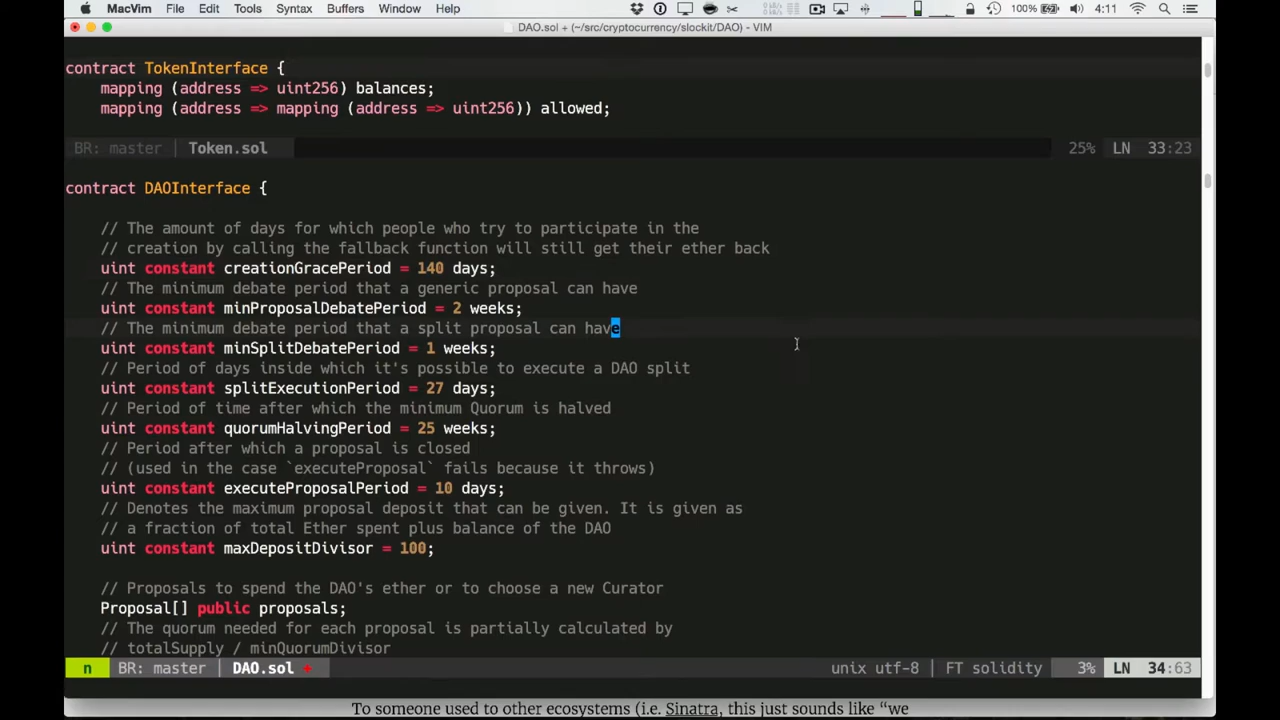 MacVim File Edit Tools Syntax Buffers Window Help 100% 4:11
DAO.sol + (~/src/cryptocurrency/slockit/DAO) - VIM
contract TokenInterface {
mapping (address => uint256) balances;
mapping (address => mapping (address => uint256)) allowed;
BR: master | Token.sol 25% LN 33:23
contract DAOInterface {
// The amount of days for which people who try to participate in the
// creation by calling the fallback function will still get their ether back
uint constant creationGracePeriod = 140 days;
// The minimum debate period that a generic proposal can have
uint constant minProposalDebatePeriod = 2 weeks;
// The minimum debate period that a split proposal can have
uint constant minSplitDebatePeriod = 1 weeks;
// Period of days inside which it's possible to execute a DAO split
uint constant splitExecutionPeriod = 27 days;
// Period of time after which the minimum Quorum is halved
uint constant quorumHalvingPeriod = 25 weeks;
// Period after which a proposal is closed
// (used in the case `executeProposal` fails because it throws)
uint constant executeProposalPeriod = 10 days;
// Denotes the maximum proposal deposit that can be given. It is given as
// a fraction of total Ether spent plus balance of the DAO
uint constant maxDepositDivisor = 100;
// Proposals to spend the DAO's ether or to choose a new Curator
Proposal[] public proposals;
// The quorum needed for each proposal is partially calculated by
// totalSupply / minQuorumDivisor
n BR: master | DAO.sol + unix utf-8 | FT solidity 3% LN 34:63
To someone used to other ecosystems (i.e. Sinatra, this just sounds like “we